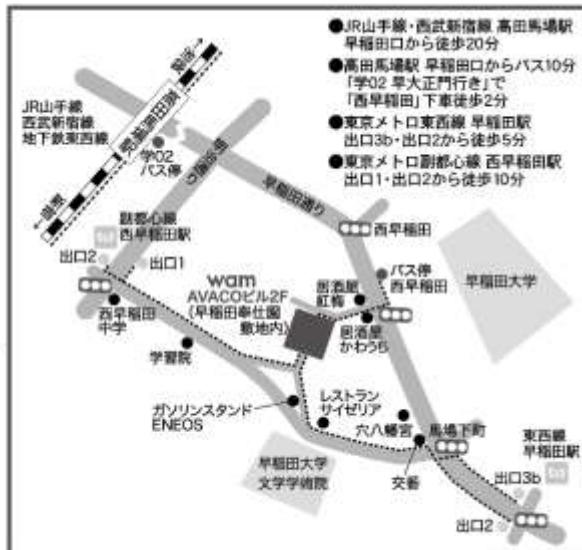 ●JR山手線・西武新宿線 高田馬場駅
早稲田口から徒歩20分
●高田馬場駅 早稲田口からバス10分
「学02 早大正門行き」で
「西早稲田」下車徒歩2分
●東京メトロ東西線 早稲田駅
出口3b・出口2から徒歩5分
●東京メトロ副都心線 西早稲田駅
出口1・出口2から徒歩10分
JR山手線
西武新宿線
地下鉄東西線
高田馬場駅
学02
バス停
明治通り
早稲田通り
西早稲田
副都心線
西早稲田駅
出口2
出口1
バス停
西早稲田
早稲田大学
wam
AVACOビル2F
(早稲田奉仕園
敷地内)
居酒屋
紅梅
居酒屋
かわうち
西早稲田
中学
学習院
ガソリンスタンド
ENEOS
レストラン
サイゼリア
穴八幡宮
馬場下町
交番
早稲田大学
文学学術院
東西線
早稲田駅
出口3b
出口2